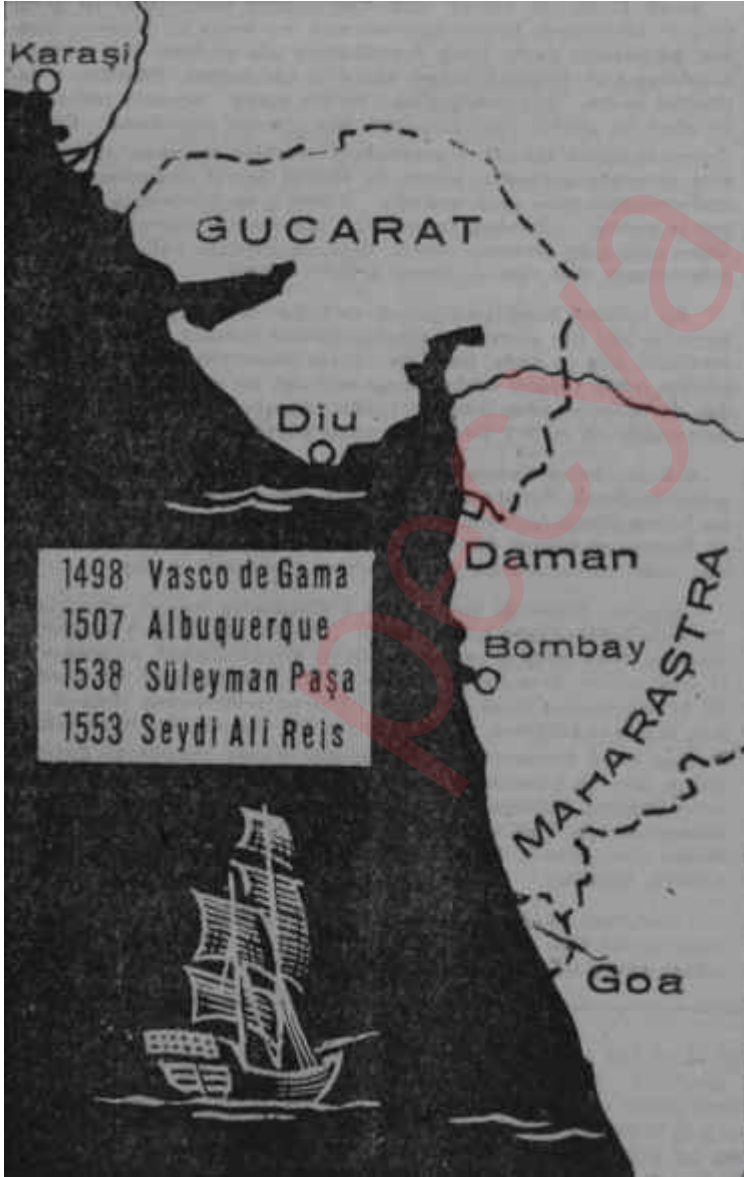 Karaşi
GUCARAT
Diu
1498 Vasco de Gama
1507 Albuquerque
1538 Süleyman Paşa
1553 Seydi Ali Reis
Daman
Bombay
MAHARAŞTRA
Goa
pecya